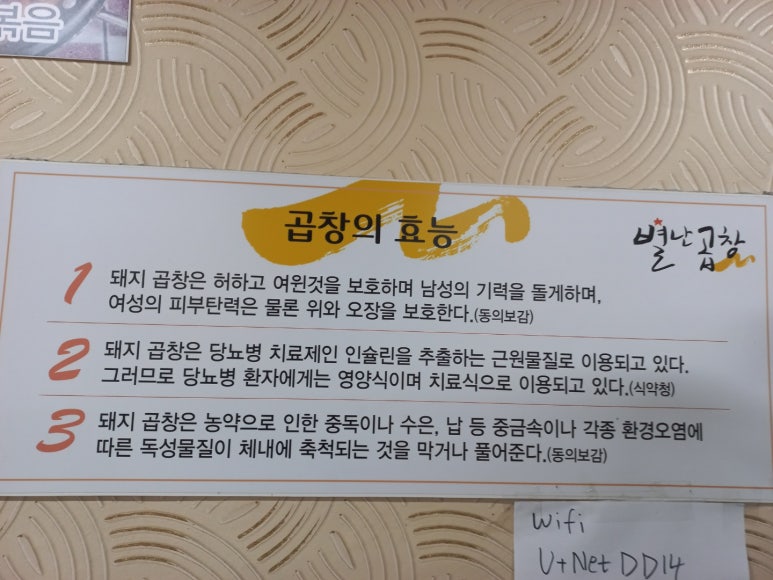 볶음
곱창의 효능
별난 곱창
1 돼지 곱창은 허하고 여윈것을 보호하며 남성의 기력을 돌게하며,
여성의 피부탄력은 물론 위와 오장을 보호한다.(동의보감)
2 돼지 곱창은 당뇨병 치료제인 인슐린을 추출하는 근원물질로 이용되고 있다.
그러므로 당뇨병 환자에게는 영양식이며 치료식으로 이용되고 있다.(식약청)
3 돼지 곱창은 농약으로 인한 중독이나 수은, 납 등 중금속이나 각종 환경오염에
따른 독성물질이 체내에 축척되는 것을 막거나 풀어준다.(동의보감)
Wifi
U+Net DD14